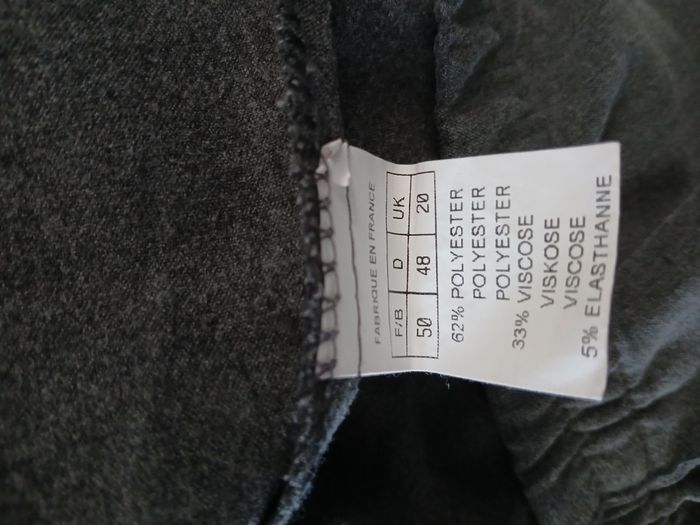 FABRIQUE EN FRANCE
F/B D UK
50 48 20
62% POLYESTER
POLYESTER
POLYESTER
33% VISCOSE
VISKOSE
VISCOSE
5% ELASTHANNE